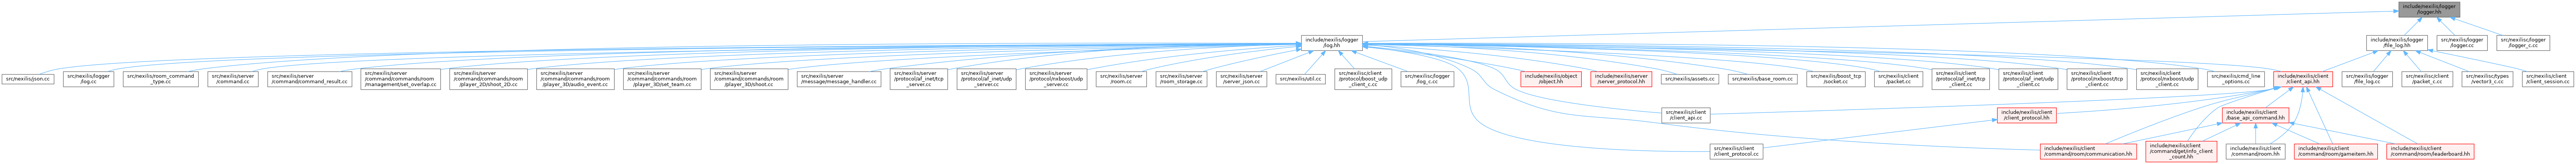 include/nexilis/logger
/logger.hh
include/nexilis/logger
/log.hh
include/nexilis/logger
/file_log.hh
src/nexilis/logger
/logger.cc
src/nexilisc/logger
/logger_c.cc
src/nexilis/json.cc
src/nexilis/logger
/log.cc
src/nexilis/room_command
_type.cc
src/nexilis/server
/command.cc
src/nexilis/server
/command/command_result.cc
src/nexilis/server
/command/commands/room
/management/set_overlap.cc
src/nexilis/server
/command/commands/room
/player_2D/shoot_2D.cc
src/nexilis/server
/command/commands/room
/player_3D/audio_event.cc
src/nexilis/server
/command/commands/room
/player_3D/set_team.cc
src/nexilis/server
/command/commands/room
/player_3D/shoot.cc
src/nexilis/server
/message/message_handler.cc
src/nexilis/server
/protocol/af_inet/tcp
_server.cc
src/nexilis/server
/protocol/af_inet/udp
_server.cc
src/nexilis/server
/protocol/nxboost/udp
_server.cc
src/nexilis/server
/room.cc
src/nexilis/server
/room_storage.cc
src/nexilis/server
/server_json.cc
src/nexilis/util.cc
src/nexilisc/client
/protocol/boost_udp
_client_c.cc
src/nexilisc/logger
/log_c.cc
include/nexilis/object
/object.hh
include/nexilis/server
/server_protocol.hh
src/nexilis/assets.cc
src/nexilis/base_room.cc
src/nexilis/boost_tcp
/socket.cc
src/nexilis/client
/packet.cc
src/nexilis/client
/protocol/af_inet/tcp
_client.cc
src/nexilis/client
/protocol/af_inet/udp
_client.cc
src/nexilis/client
/protocol/nxboost/tcp
_client.cc
src/nexilis/client
/protocol/nxboost/udp
_client.cc
src/nexilis/cmd_line
_options.cc
include/nexilis/client
/client_api.hh
src/nexilis/logger
/file_log.cc
src/nexilisc/client
/packet_c.cc
src/nexilisc/types
/vector3_c.cc
src/nexilis/client
/client_session.cc
src/nexilis/client
/client_api.cc
include/nexilis/client
/client_protocol.hh
include/nexilis/client
/base_api_command.hh
src/nexilis/client
/client_protocol.cc
include/nexilis/client
/command/room/communication.hh
include/nexilis/client
/command/get/info_client
_count.hh
include/nexilis/client
/command/room.hh
include/nexilis/client
/command/room/gameitem.hh
include/nexilis/client
/command/room/leaderboard.hh